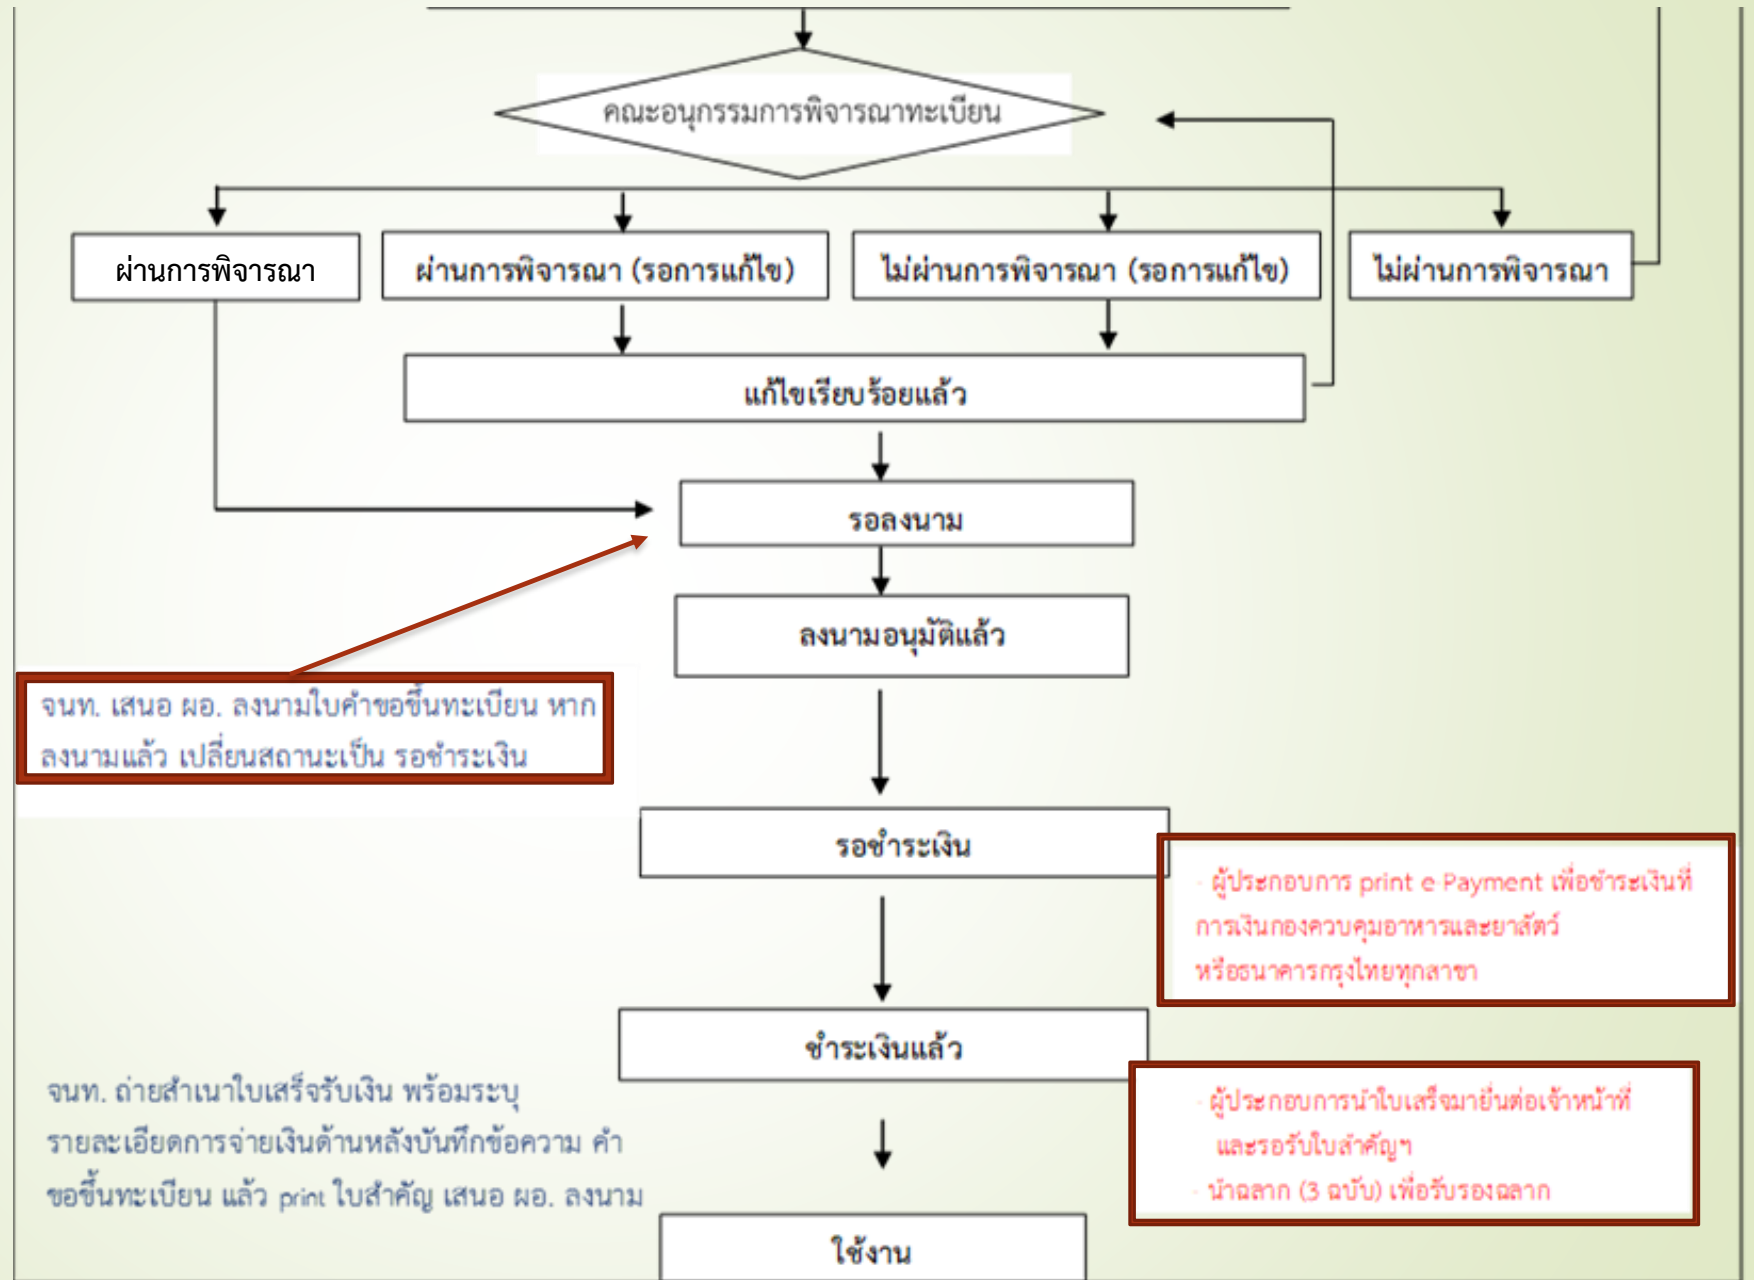 คณะอนุกรรมการพิจารณาทะเบียน
ผ่านการพิจารณา
ผ่านการพิจารณา (รอการแก้ไข)
ไม่ผ่านการพิจารณา (รอการแก้ไข)
ไม่ผ่านการพิจารณา
แก้ไขเรียบร้อยแล้ว
รอลงนาม
ลงนามอนุมัติแล้ว
จนท. เสนอ ผอ. ลงนามใบคำขอขึ้นทะเบียน หาก
ลงนามแล้ว เปลี่ยนสถานะเป็น รอชำระเงิน
รอชำระเงิน
- ผู้ประกอบการ print e-Payment เพื่อชำระเงินที่
การเงินกองควบคุมอาหารและยาสัตว์
หรือธนาคารกรุงไทยทุกสาขา
ชำระเงินแล้ว
จนท. ถ่ายสำเนาใบเสร็จรับเงิน พร้อมระบุ
รายละเอียดการจ่ายเงินด้านหลังบันทึกข้อความ คำ
ขอขึ้นทะเบียน แล้ว print ใบสำคัญ เสนอ ผอ. ลงนาม
- ผู้ประกอบการนำใบเสร็จมายื่นต่อเจ้าหน้าที่
และรอรับใบสำคัญฯ
- นำฉลาก (3 ฉบับ) เพื่อรับรองฉลาก
ใช้งาน